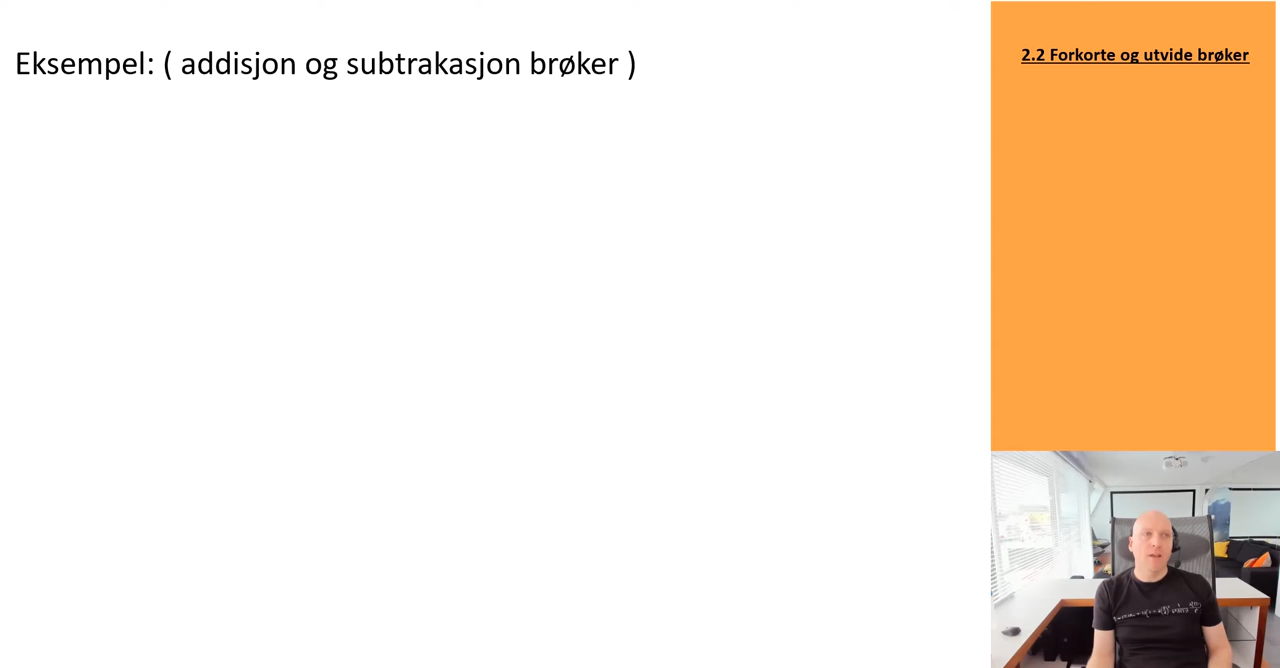 Eksempel: ( addisjon og subtrakasjon brøker )
2.2 Forkorte og utvide brøker